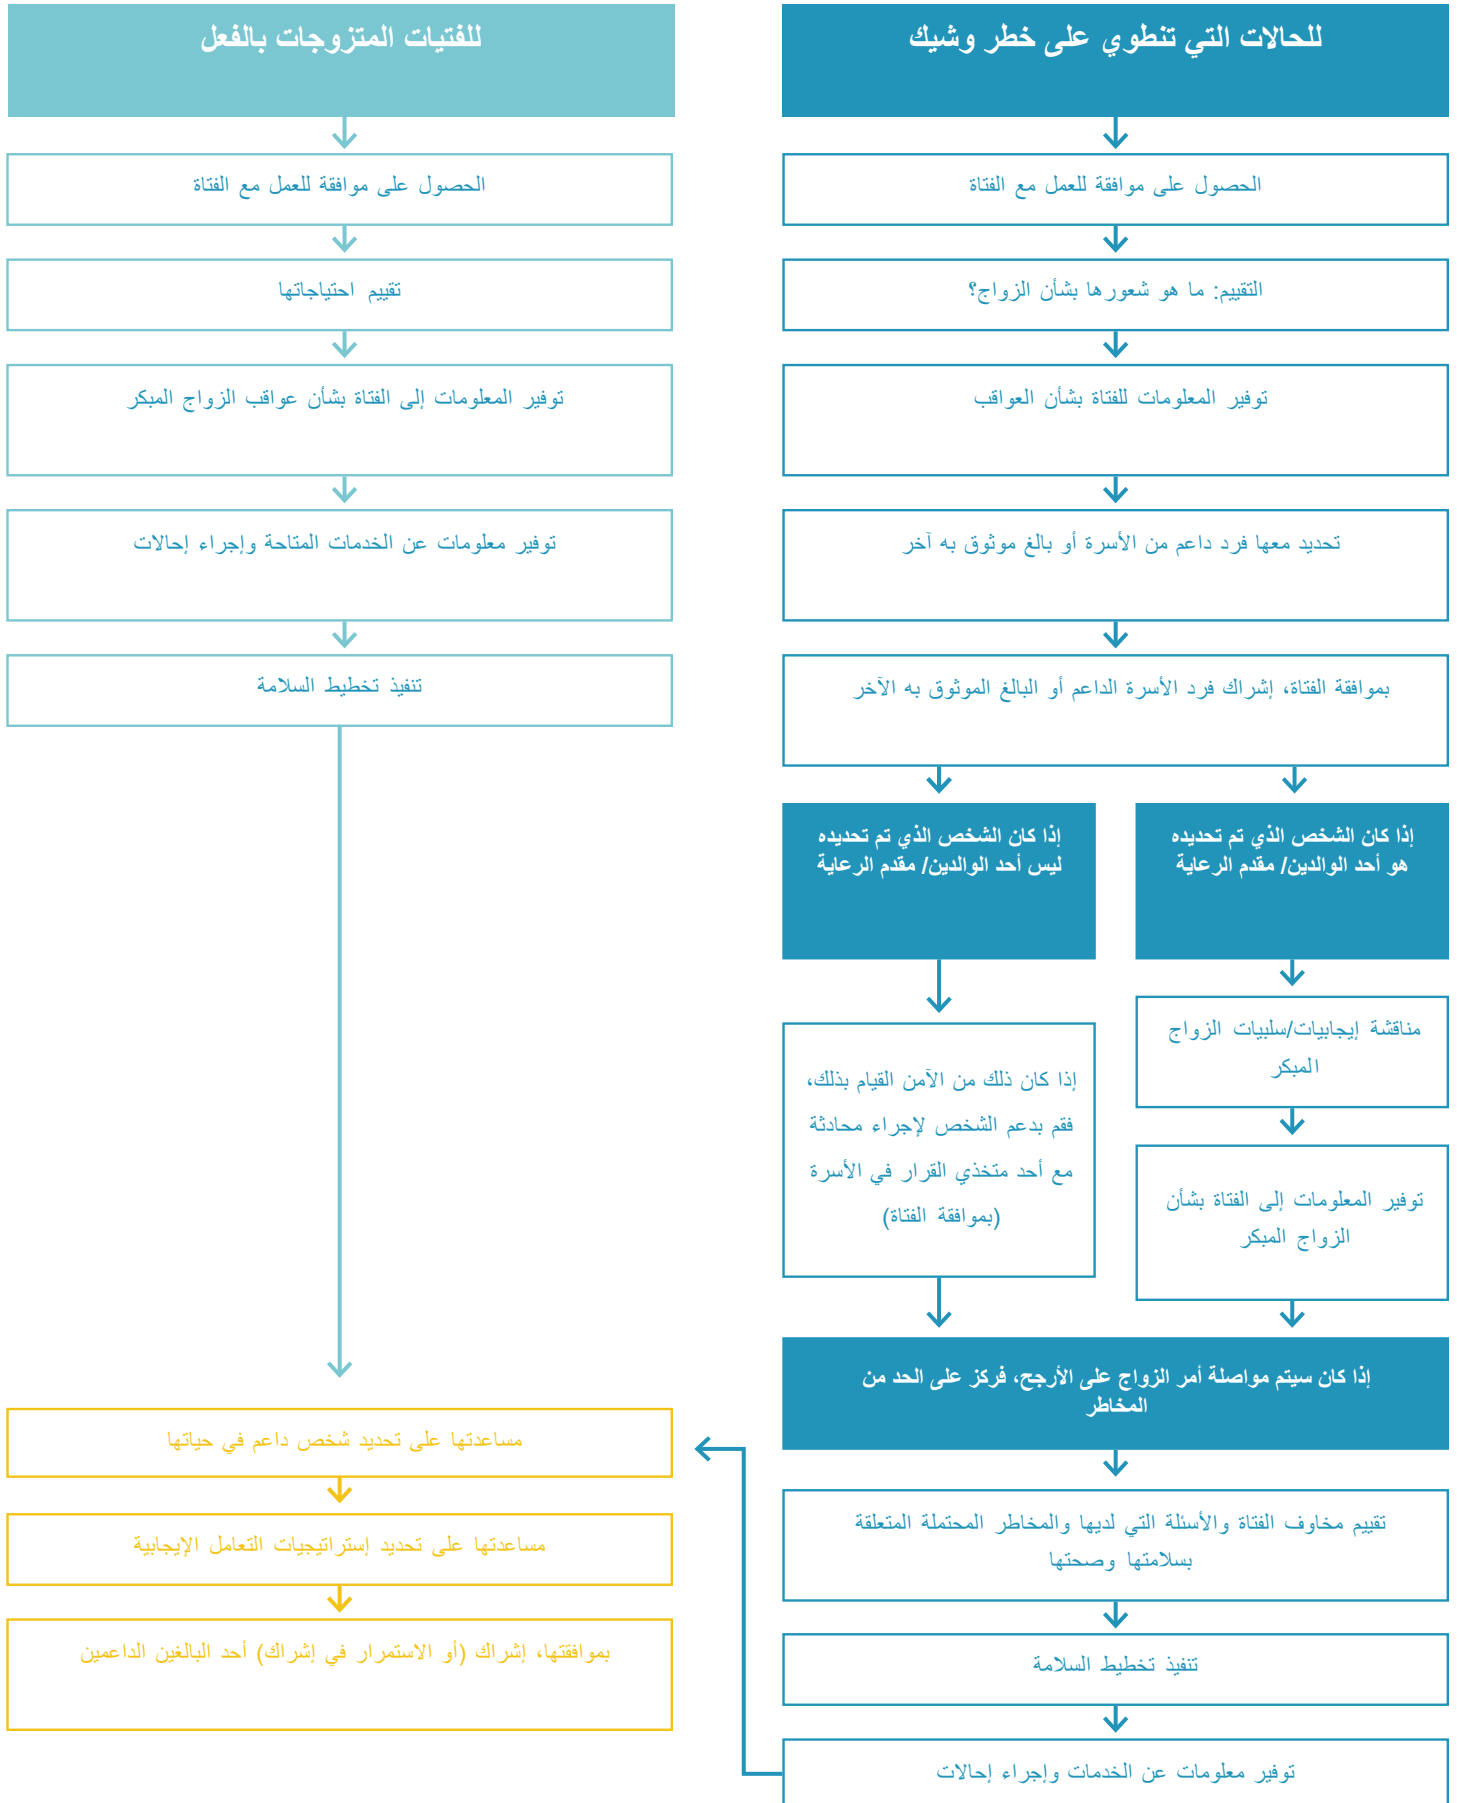 للحالات التي تنطوي على خطر وشيك
الحصول على موافقة للعمل مع الفتاة
التقييم: ما هو شعورها بشأن الزواج؟
توفير المعلومات للفتاة بشأن العواقب
تحديد معها فرد داعم من الأسرة أو بالغ موثوق به آخر
بموافقة الفتاة، إشراك فرد الأسرة الداعم أو البالغ الموثوق به الآخر
إذا كان الشخص الذي تم تحديده
هو أحد الوالدين/ مقدم الرعاية
مناقشة إيجابيات/سلبيات الزواج
المبكر
توفير المعلومات إلى الفتاة بشأن
الزواج المبكر
إذا كان الشخص الذي تم تحديده
ليس أحد الوالدين/ مقدم الرعاية
إذا كان ذلك من الآمن القيام بذلك،
فقم بدعم الشخص لإجراء محادثة
مع أحد متخذي القرار في الأسرة
(بموافقة الفتاة)
إذا كان سيتم مواصلة أمر الزواج على الأرجح، فركز على الحد من
المخاطر
تقييم مخاوف الفتاة والأسئلة التي لديها والمخاطر المحتملة المتعلقة
بسلامتها وصحتها
تنفيذ تخطيط السلامة
توفير معلومات عن الخدمات وإجراء إحالات
للفتيات المتزوجات بالفعل
الحصول على موافقة للعمل مع الفتاة
تقييم احتياجاتها
توفير المعلومات إلى الفتاة بشأن عواقب الزواج المبكر
توفير معلومات عن الخدمات المتاحة وإجراء إحالات
تنفيذ تخطيط السلامة
مساعدتها على تحديد شخص داعم في حياتها
مساعدتها على تحديد إستراتيجيات التعامل الإيجابية
بموافقتها، إشراك (أو الاستمرار في إشراك) أحد البالغين الداعمين